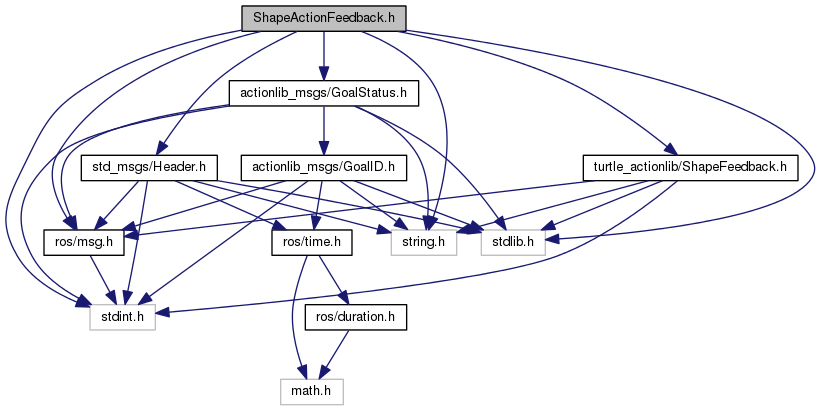 ShapeActionFeedback.h
actionlib_msgs/GoalStatus.h
std_msgs/Header.h
actionlib_msgs/GoalID.h
turtle_actionlib/ShapeFeedback.h
ros/msg.h
ros/time.h
string.h
stdlib.h
stdint.h
ros/duration.h
math.h